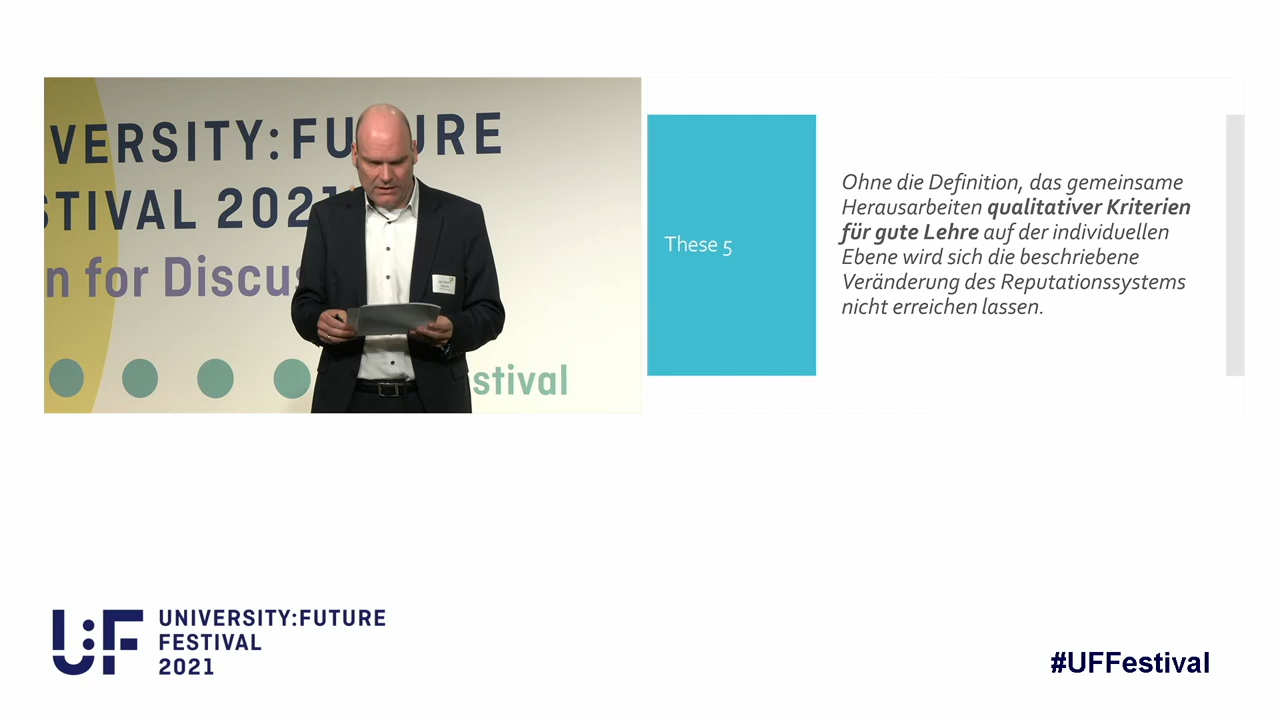 VERSITY:FUTURE
STIVAL 2021
n for Discus
stival
These 5
Ohne die Definition, das gemeinsame
Herausarbeiten qualitativer Kriterien
für gute Lehre auf der individuellen
Ebene wird sich die beschriebene
Veränderung des Reputationssystems
nicht erreichen lassen.
U:F
UNIVERSITY:FUTURE
FESTIVAL
2021
#UFFestival